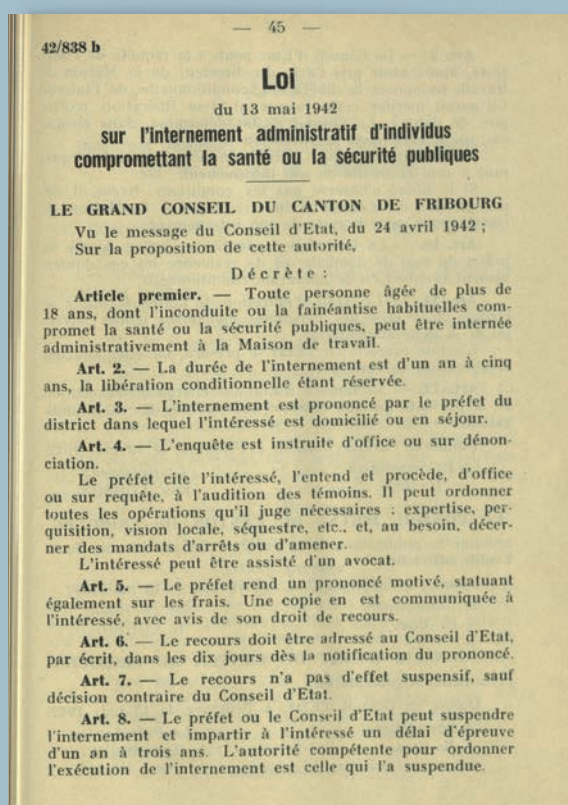 — 45 —
42/838 b
Loi
du 13 mai 1942
sur l'internement administratif d'individus
compromettant la santé ou la sécurité publiques
LE GRAND CONSEIL DU CANTON DE FRIBOURG
Vu le message du Conseil d'Etat, du 24 avril 1942 ;
Sur la proposition de cette autorité,
Décrète :
Article premier. — Toute personne âgée de plus de
18 ans, dont l'inconduite ou la fainéantise habituelles com-
promet la santé ou la sécurité publiques, peut être internée
administrativement à la Maison de travail.
Art. 2. — La durée de l'internement est d'un an à cinq
ans, la libération conditionnelle étant réservée.
Art. 3. — L'internement est prononcé par le préfet du
district dans lequel l'intéressé est domicilié ou en séjour.
Art. 4. — L'enquête est instruite d'office ou sur dénon-
ciation.
Le préfet cite l'intéressé, l'entend et procède, d'office
ou sur requête, à l'audition des témoins. Il peut ordonner
toutes les opérations qu'il juge nécessaires : expertise, per-
quisition, vision locale, séquestre, etc.. et, au besoin, décer-
ner des mandats d'arrêts ou d'amener.
L'intéressé peut être assisté d'un avocat.
Art. 5. — Le préfet rend un prononcé motivé, statuant
également sur les frais. Une copie en est communiquée à
l'intéressé, avec avis de son droit de recours.
Art. 6. — Le recours doit être adressé au Conseil d'Etat,
par écrit, dans les dix jours dès la notification du prononcé.
Art. 7. — Le recours n'a pas d'effet suspensif, sauf
décision contraire du Conseil d'Etat.
Art. 8. — Le préfet ou le Conseil d'Etat peut suspendre
l'internement et impartir à l'intéressé un délai d'épreuve
d'un an à trois ans. L'autorité compétente pour ordonner
l'exécution de l'internement est celle qui l'a suspendue.